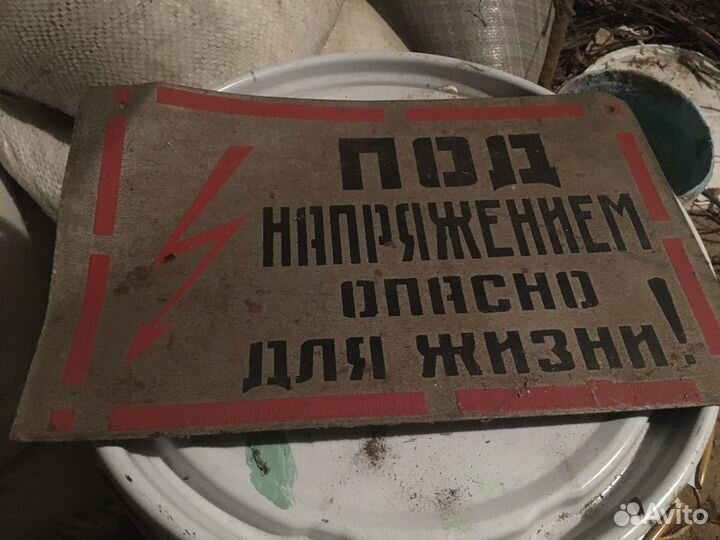 ПОД
НАПРЯЖЕНИЕМ
ОПАСНО
ДЛЯ ЖИЗНИ!
Avito